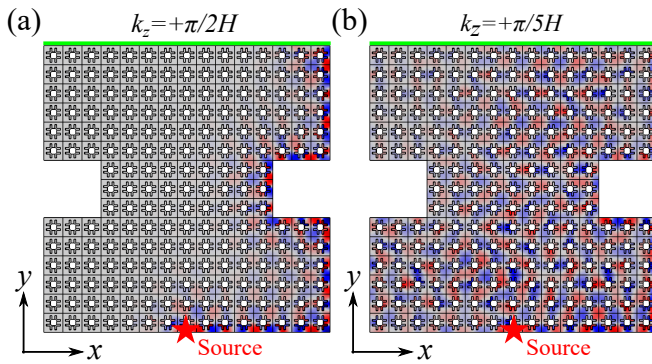 (a) k_z=+π/2H
(b) k_z=+π/5H
y
x
Source
y
x
Source